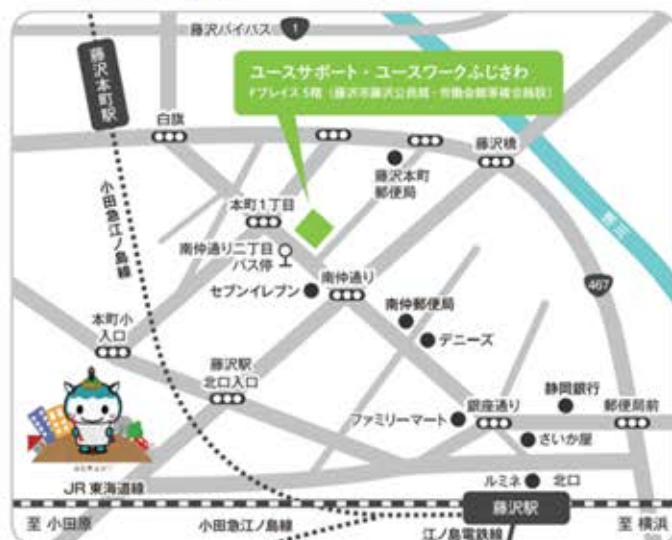 藤沢バイパス
1
藤沢本町駅
ユースサポート・ユースワークふじさわ
Fプレイス 5階（藤沢市藤沢公民館・労働会館等複合施設）
白旗
藤沢橋
藤沢本町
郵便局
小田急江ノ島線
本町1丁目
南仲通り二丁目
バス停
南仲通り
セブンイレブン
467
南仲郵便局
デニーズ
本町小
入口
藤沢駅
北口入口
静岡銀行
ファミリーマート
銀座通り
郵便局前
さいか屋
JR 東海道線
ルミネ
北口
藤沢駅
至 小田原
小田急江ノ島線
江ノ島電鉄線
至 横浜